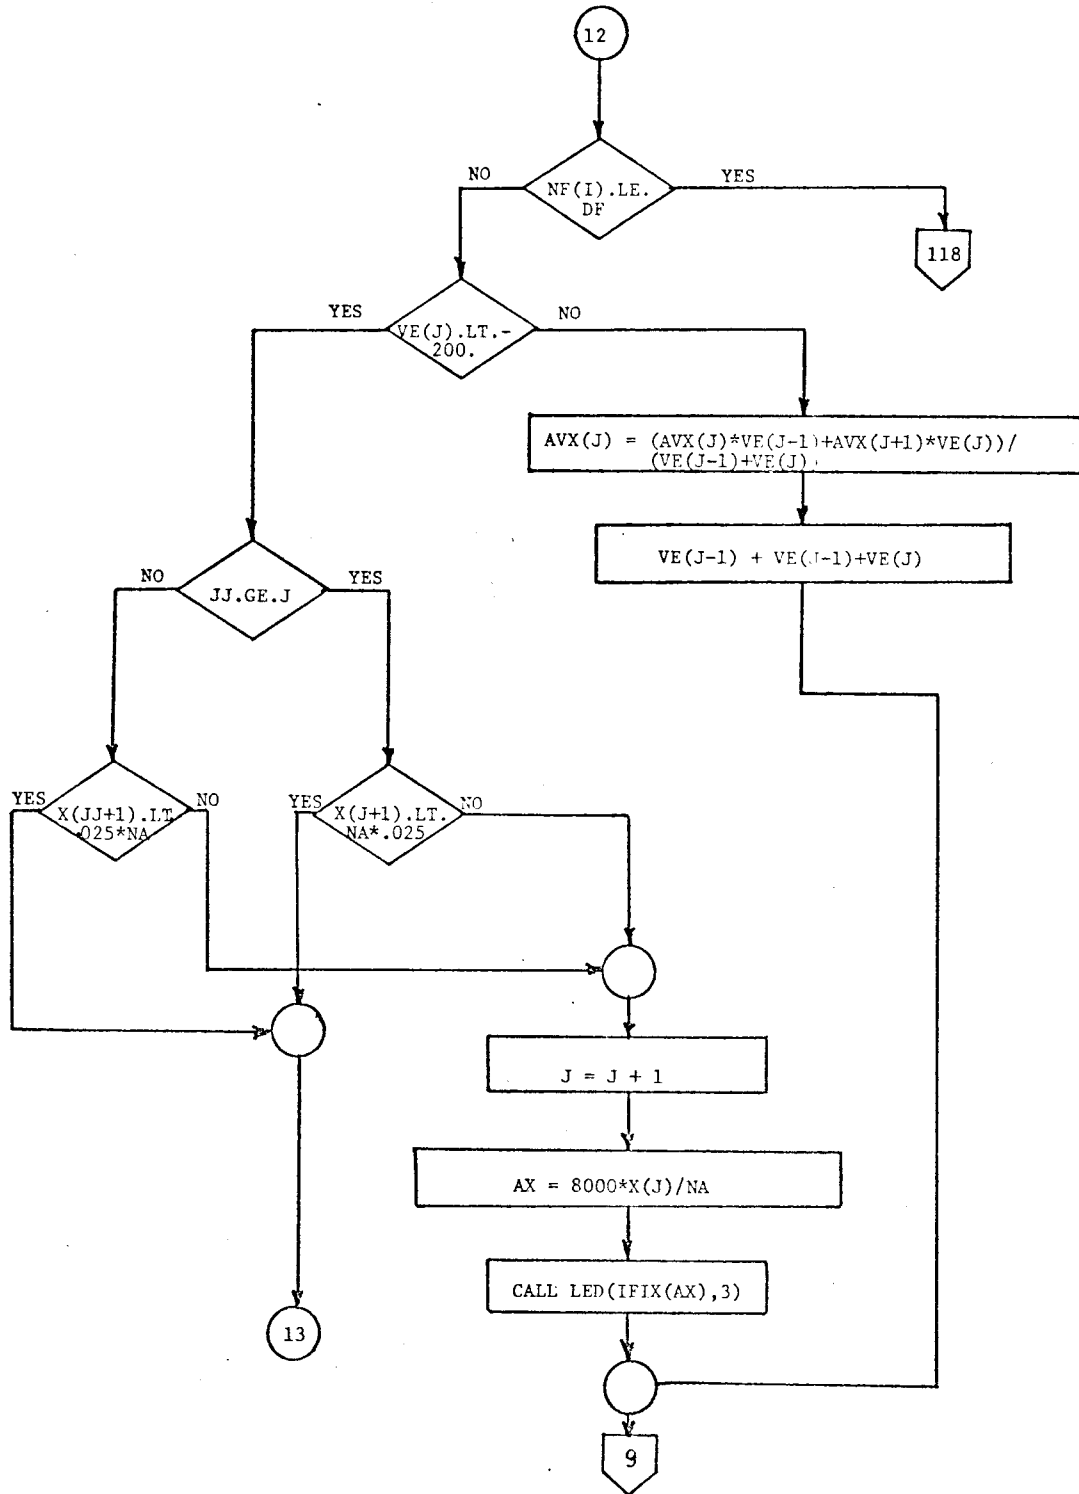 12
NO
YES
NF(I).LE.
DF
118
YES
NO
VE(J).LT.-
200.
AVX(J) = (AVX(J)*VE(J-1)+AVX(J+1)*VE(J))/
(VE(J-1)+VE(J))
VE(J-1) + VE(J-1)+VE(J)
NO
YES
JJ.GE.J
YES
NO
X(JJ+1).LT
.025*NA
YES
NO
X(J+1).LT.
NA*.025
J = J + 1
AX = 8000*X(J)/NA
CALL LED(IFIX(AX),3)
13
9